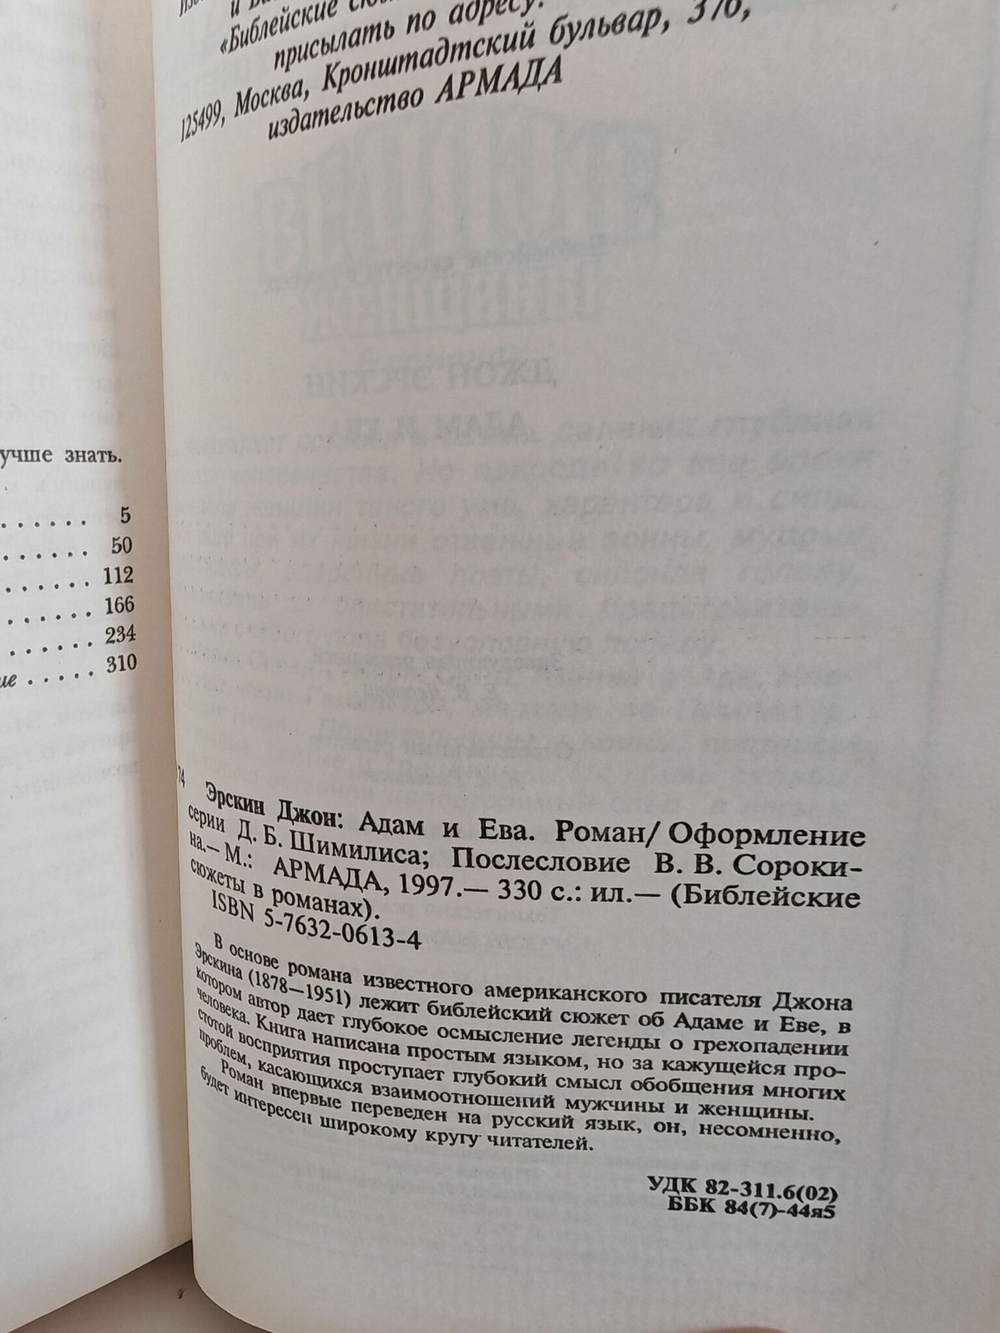 и
«Библейские
присылать по адресу:
125499, Москва, Кронштадтский бульвар, 37б,
издательство АРМАДА
учше знать.
. . . . . . 5
. . . . . . 50
. . . . . . 112
. . . . . . 166
. . . . . . 234
ие . . . . . 310
74
Эрскин Джон: Адам и Ева. Роман/ Оформление
серии Д. Б. Шимилиса; Послесловие В. В. Сороки-
на.— М.: АРМАДА, 1997.— 330 с.: ил.— (Библейские
сюжеты в романах).
ISBN 5-7632-0613-4
В основе романа известного американского писателя Джона
Эрскина (1878—1951) лежит библейский сюжет об Адаме и Еве, в
котором автор дает глубокое осмысление легенды о грехопадении
человека. Книга написана простым языком, но за кажущейся про-
стотой восприятия проступает глубокий смысл обобщения многих
проблем, касающихся взаимоотношений мужчины и женщины.
Роман впервые переведен на русский язык, он, несомненно,
будет интересен широкому кругу читателей.
УДК 82-311.6(02)
ББК 84(7)-44я5